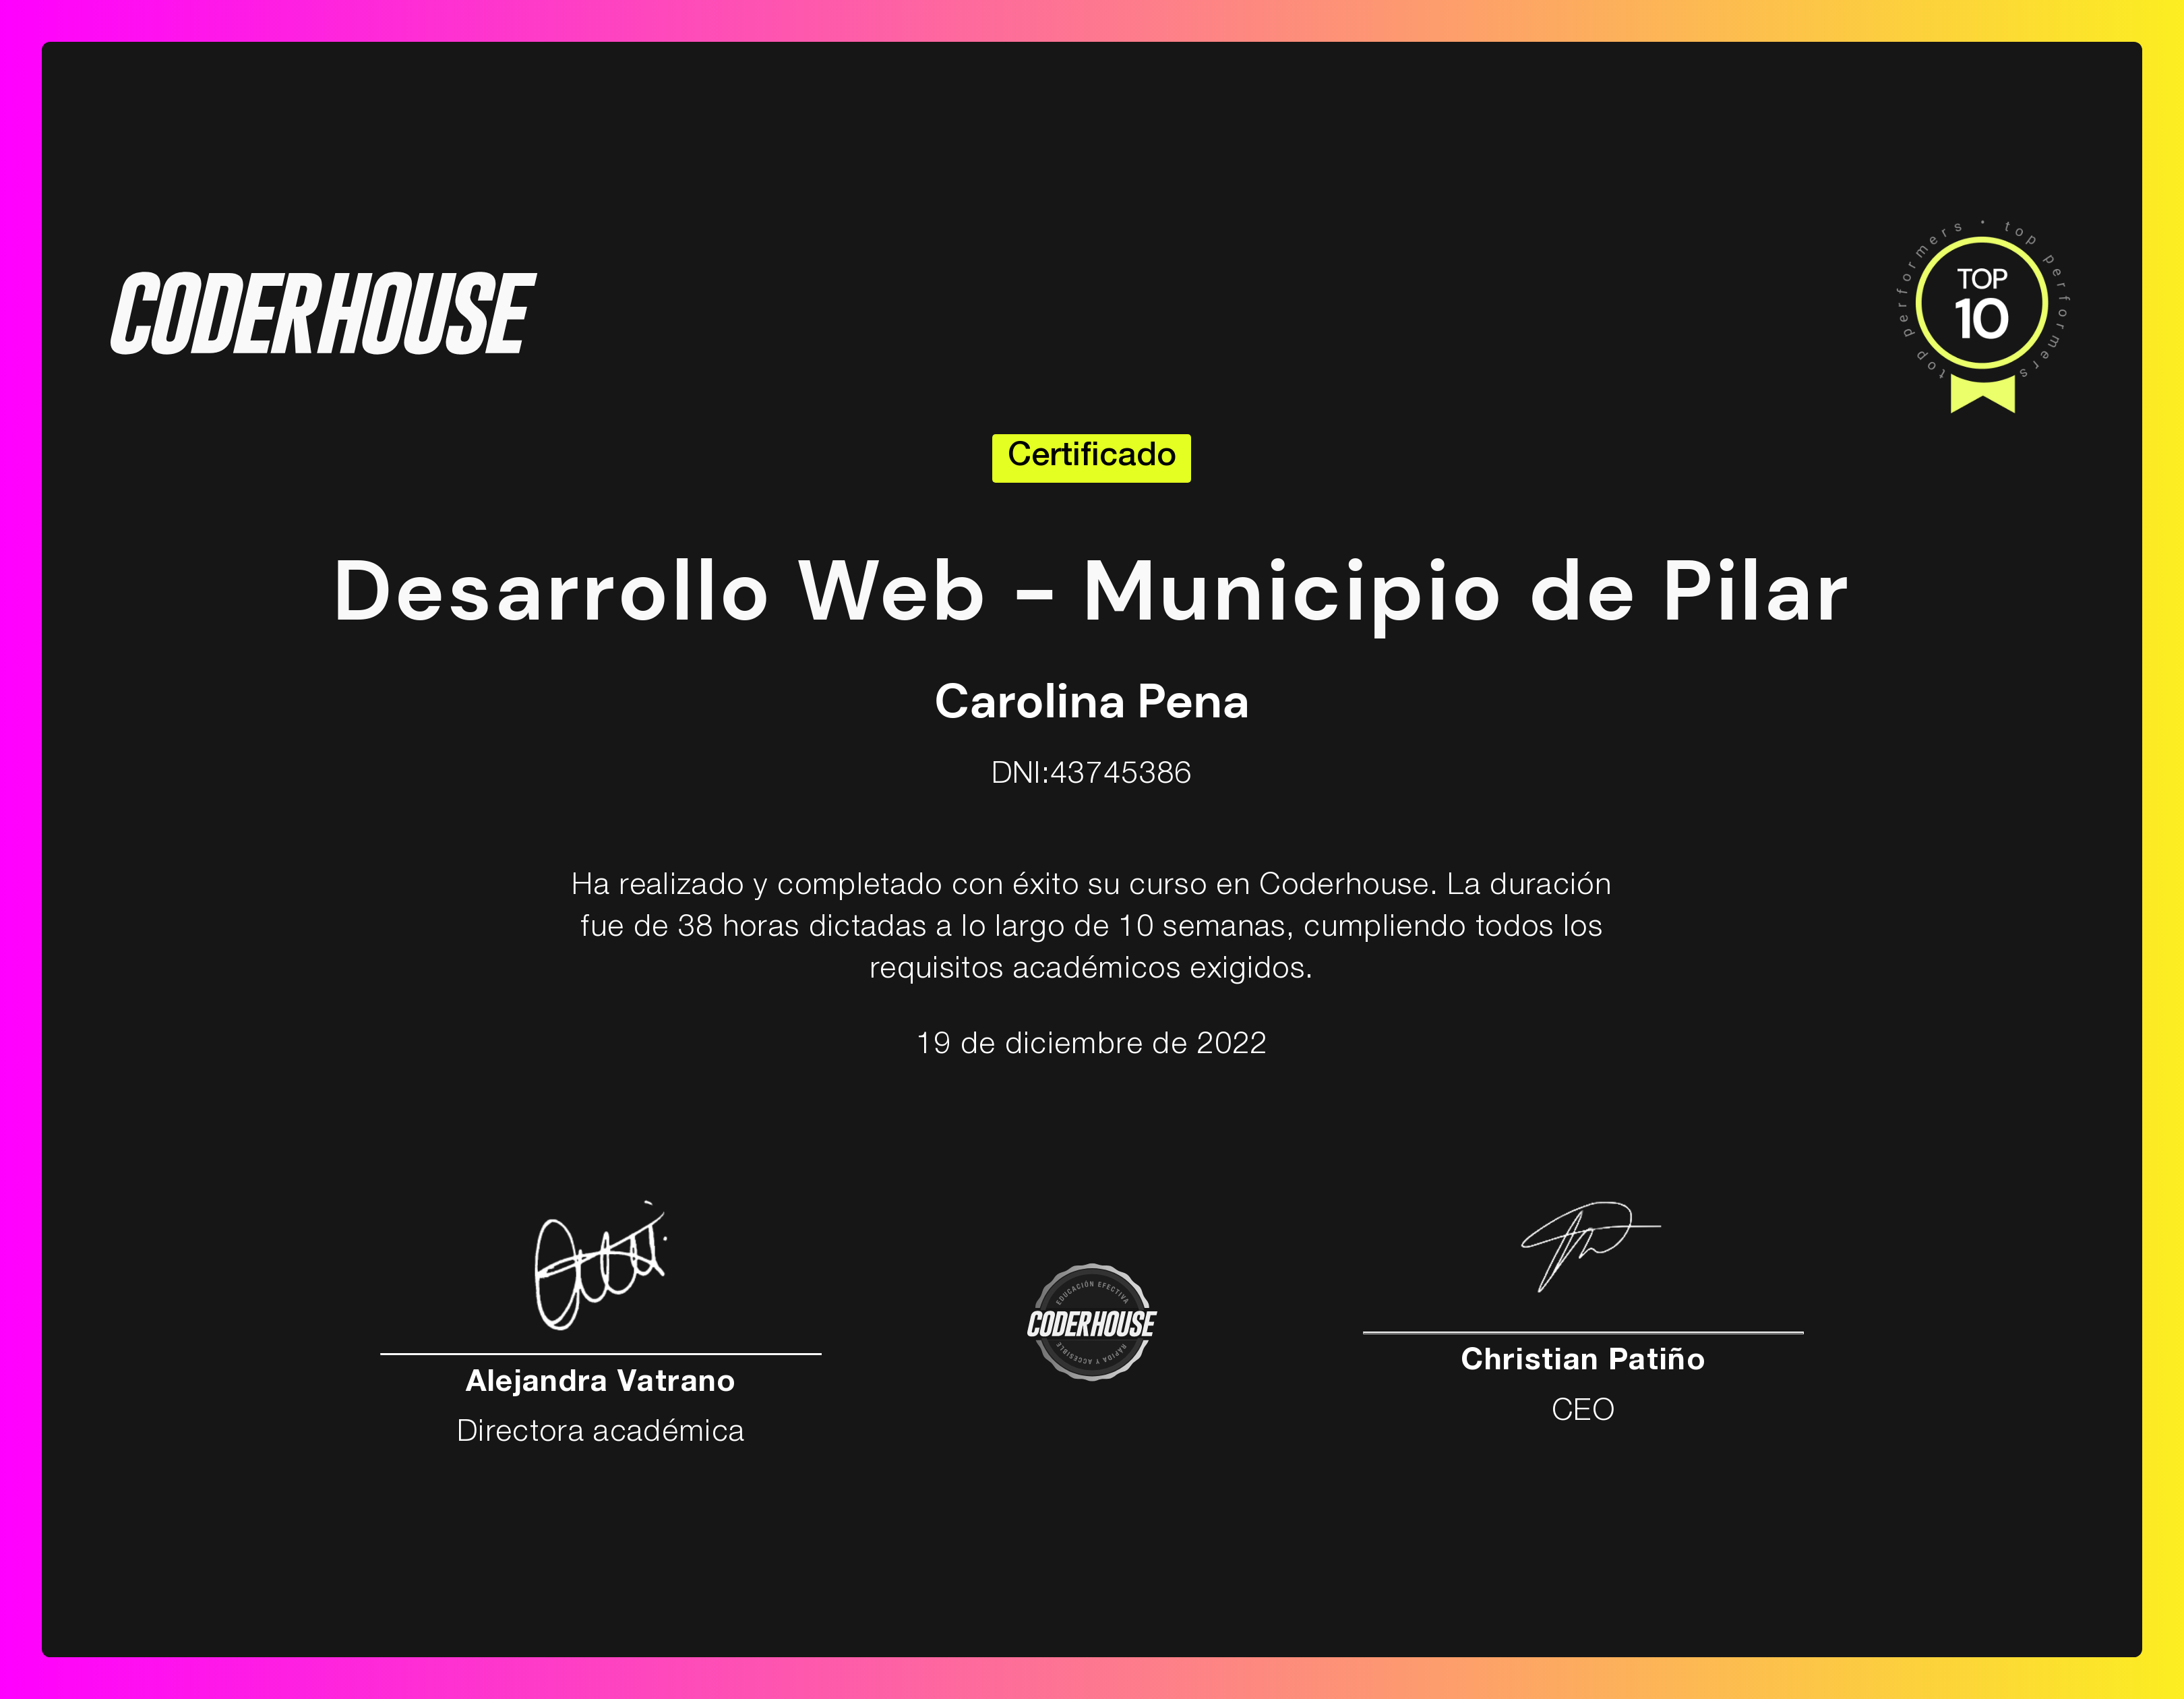 CODERHOUSE
top performers • top performers
TOP
10
Certificado
Desarrollo Web - Municipio de Pilar
Carolina Pena
DNI:43745386
Ha realizado y completado con éxito su curso en Coderhouse. La duración
fue de 38 horas dictadas a lo largo de 10 semanas, cumpliendo todos los
requisitos académicos exigidos.
19 de diciembre de 2022
EDUCACIÓN EFECTIVA
CODERHOUSE
RÁPIDA Y ACCESIBLE
Alejandra Vatrano
Directora académica
Christian Patiño
CEO